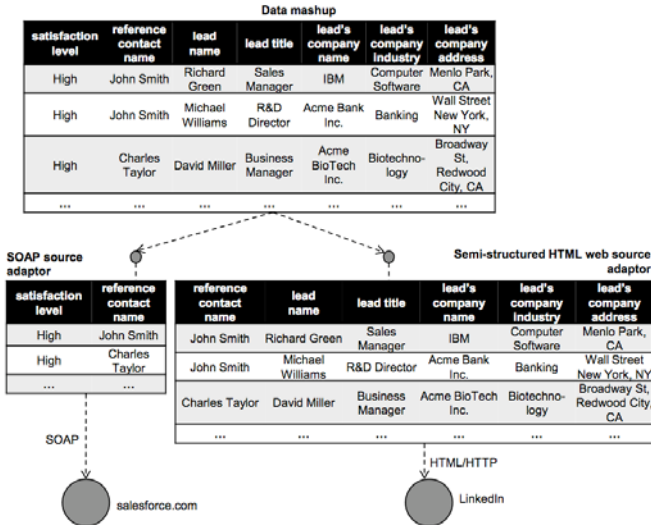 Data mashup
satisfaction level | reference contact name | lead name | lead title | lead's company name | lead's company industry | lead's company address
High | John Smith | Richard Green | Sales Manager | IBM | Computer Software | Menlo Park, CA
High | John Smith | Michael Williams | R&D Director | Acme Bank Inc. | Banking | Wall Street New York, NY
High | Charles Taylor | David Miller | Business Manager | Acme BioTech Inc. | Biotechno-logy | Broadway St, Redwood City, CA
... | ... | ... | ... | ... | ... | ...
SOAP source adaptor
satisfaction level | reference contact name
High | John Smith
High | Charles Taylor
... | ...
SOAP
salesforce.com
Semi-structured HTML web source adaptor
reference contact name | lead name | lead title | lead's company name | lead's company industry | lead's company address
John Smith | Richard Green | Sales Manager | IBM | Computer Software | Menlo Park, CA
John Smith | Michael Williams | R&D Director | Acme Bank Inc. | Banking | Wall Street New York, NY
Charles Taylor | David Miller | Business Manager | Acme BioTech Inc. | Biotechno-logy | Broadway St, Redwood City, CA
... | ... | ... | ... | ... | ...
HTML/HTTP
LinkedIn